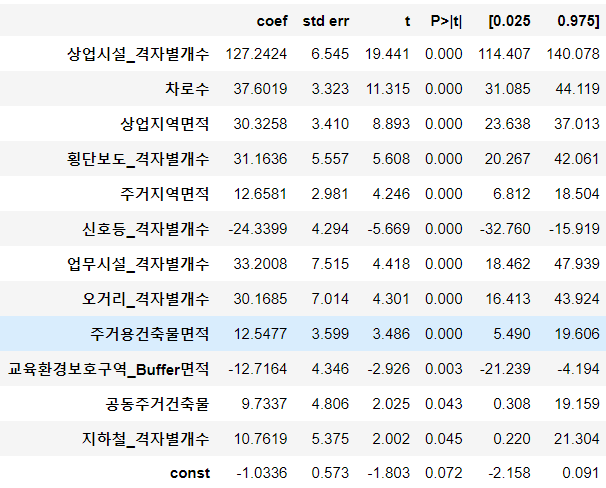 coef std err t P>|t| [0.025 0.975]
상업시설_격자별개수 127.2424 6.545 19.441 0.000 114.407 140.078
차로수 37.6019 3.323 11.315 0.000 31.085 44.119
상업지역면적 30.3258 3.410 8.893 0.000 23.638 37.013
횡단보도_격자별개수 31.1636 5.557 5.608 0.000 20.267 42.061
주거지역면적 12.6581 2.981 4.246 0.000 6.812 18.504
신호등_격자별개수 -24.3399 4.294 -5.669 0.000 -32.760 -15.919
업무시설_격자별개수 33.2008 7.515 4.418 0.000 18.462 47.939
오거리_격자별개수 30.1685 7.014 4.301 0.000 16.413 43.924
주거용건축물면적 12.5477 3.599 3.486 0.000 5.490 19.606
교육환경보호구역_Buffer면적 -12.7164 4.346 -2.926 0.003 -21.239 -4.194
공동주거건축물 9.7337 4.806 2.025 0.043 0.308 19.159
지하철_격자별개수 10.7619 5.375 2.002 0.045 0.220 21.304
const -1.0336 0.573 -1.803 0.072 -2.158 0.091